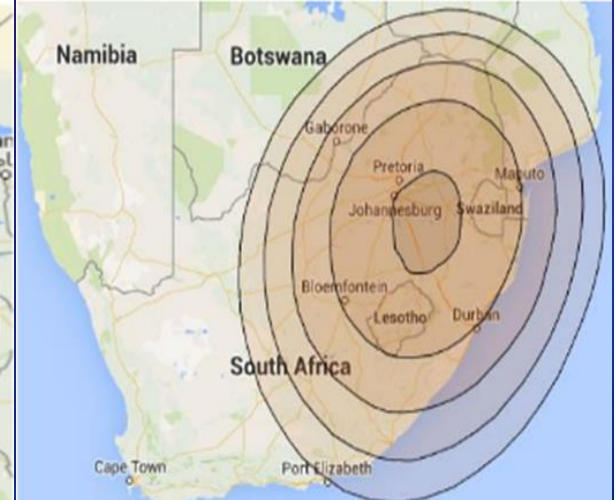 Namibia
Botswana
Gaborone
Pretoria
Maputo
Johannesburg
Swaziland
Bloemfontein
Lesotho
Durban
South Africa
Cape Town
Port Elizabeth